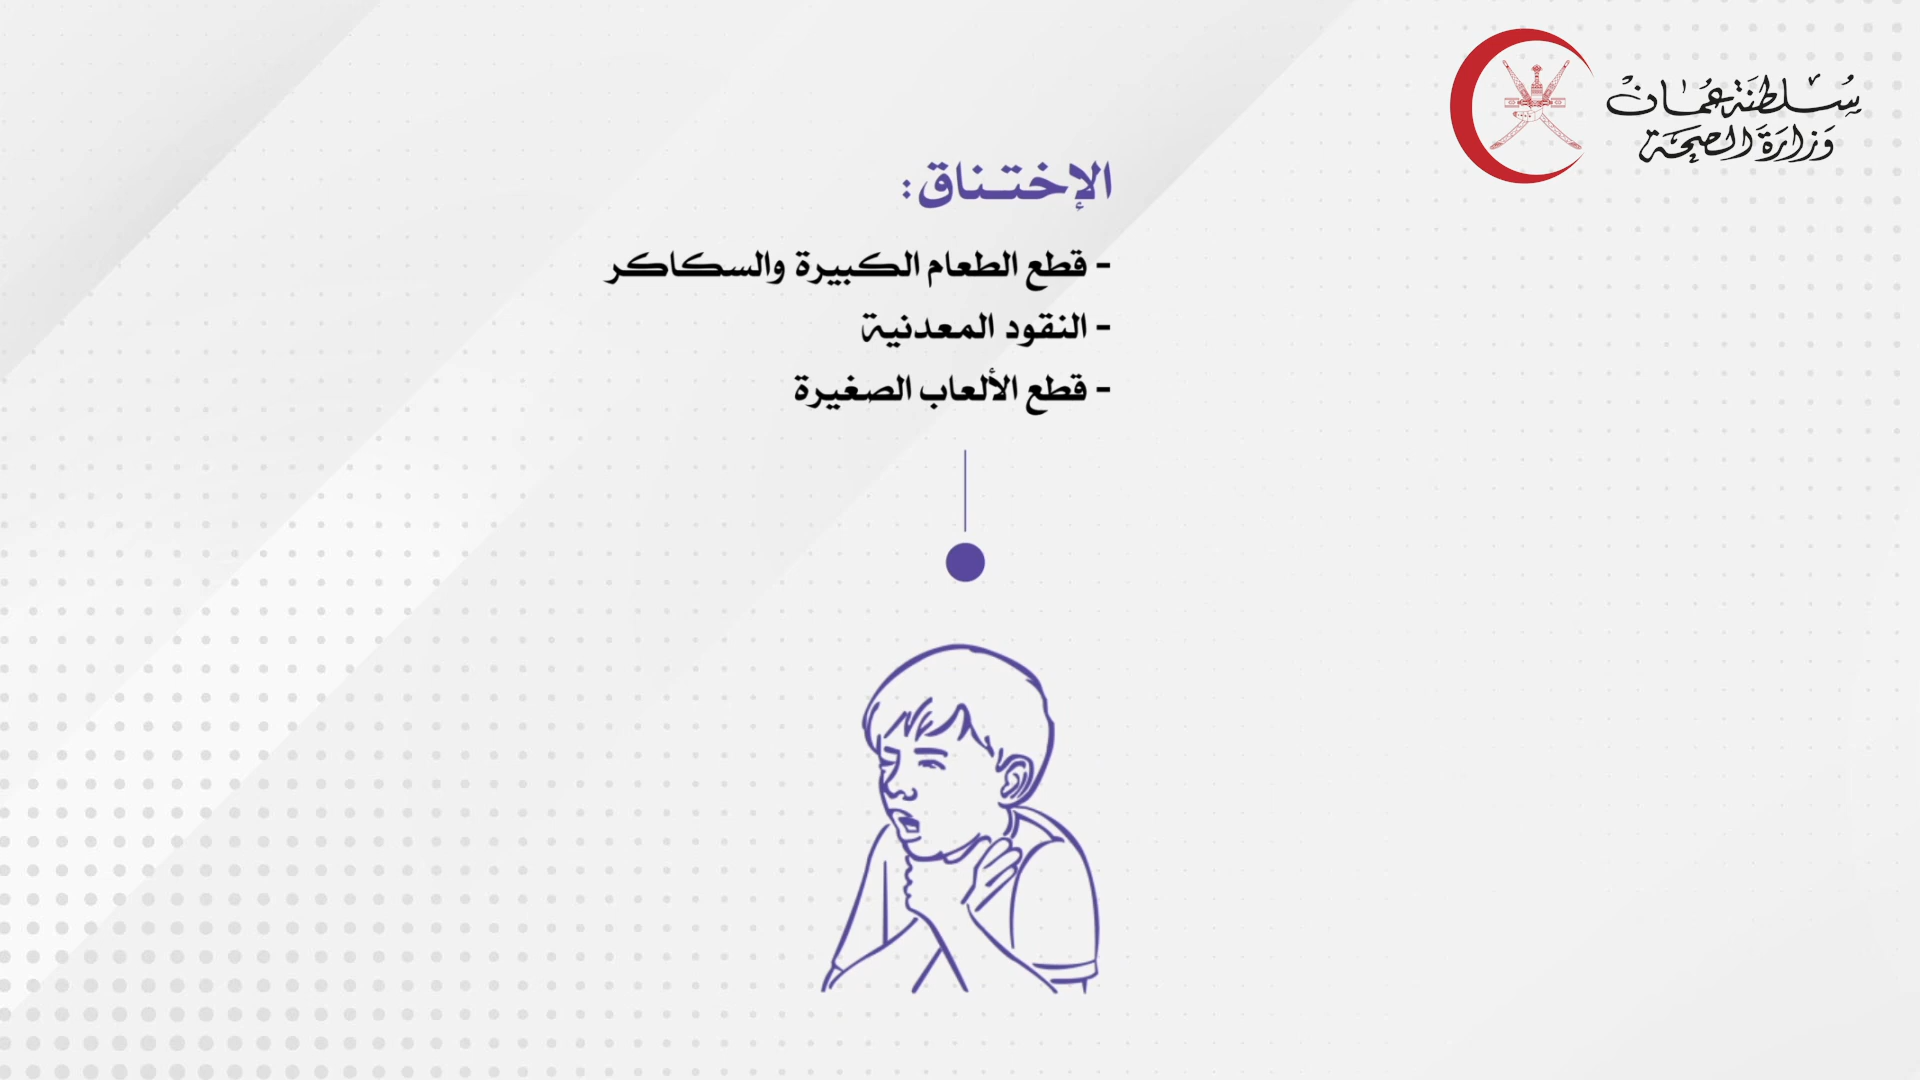 سلطنة عمان
وزارة الصحة
الإختناق:
- قطع الطعام الكبيرة والسكاكر
- النقود المعدنية
- قطع الألعاب الصغيرة